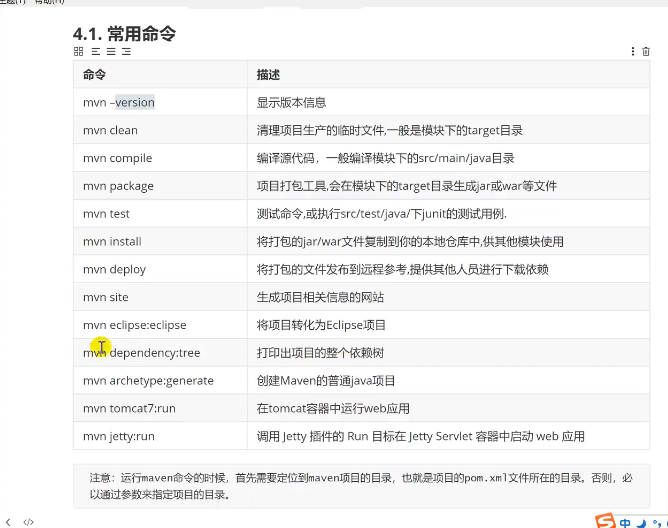 主题(T) 帮助(H)
4.1. 常用命令
命令 描述
mvn –version 显示版本信息
mvn clean 清理项目生产的临时文件,一般是模块下的target目录
mvn compile 编译源代码，一般编译模块下的src/main/java目录
mvn package 项目打包工具,会在模块下的target目录生成jar或war等文件
mvn test 测试命令,或执行src/test/java/下junit的测试用例.
mvn install 将打包的jar/war文件复制到你的本地仓库中,供其他模块使用
mvn deploy 将打包的文件发布到远程参考,提供其他人员进行下载依赖
mvn site 生成项目相关信息的网站
mvn eclipse:eclipse 将项目转化为Eclipse项目
mvn dependency:tree 打印出项目的整个依赖树
mvn archetype:generate 创建Maven的普通java项目
mvn tomcat7:run 在tomcat容器中运行web应用
mvn jetty:run 调用 Jetty 插件的 Run 目标在 Jetty Servlet 容器中启动 web 应用
注意：运行maven命令的时候，首先需要定位到maven项目的目录，也就是项目的pom.xml文件所在的目录。否则，必
以通过参数来指定项目的目录。
S 中